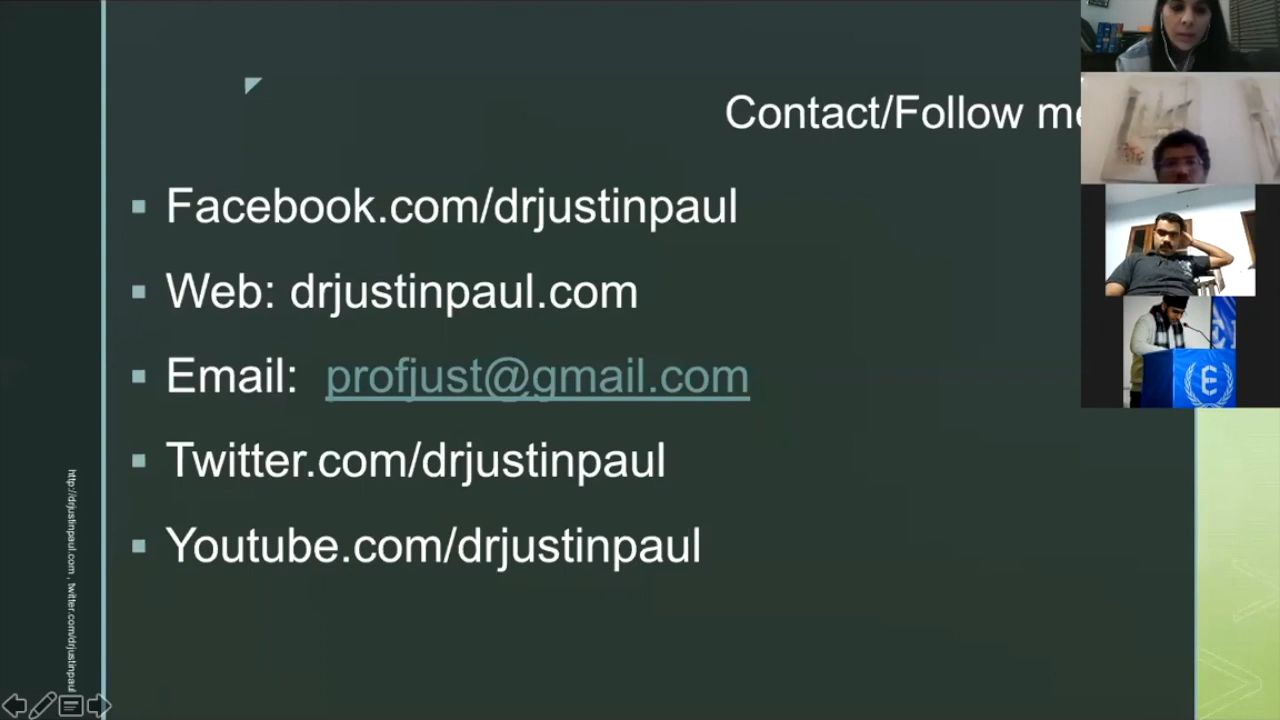 Contact/Follow me
Facebook.com/drjustinpaul
Web: drjustinpaul.com
Email: profjust@gmail.com
Twitter.com/drjustinpaul
Youtube.com/drjustinpaul
http://drjustinpaul.com , twitter.com/drjustinpaul
E